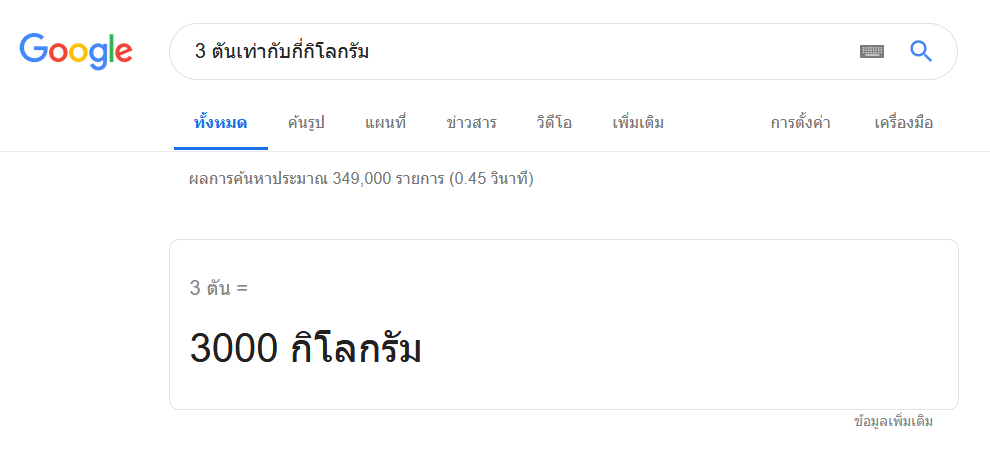 Google
3 ตันเท่ากับกี่กิโลกรัม
ทั้งหมด ค้นรูป แผนที่ ข่าวสาร วิดีโอ เพิ่มเติม การตั้งค่า เครื่องมือ
ผลการค้นหาประมาณ 349,000 รายการ (0.45 วินาที)
3 ตัน =
3000 กิโลกรัม
ข้อมูลเพิ่มเติม